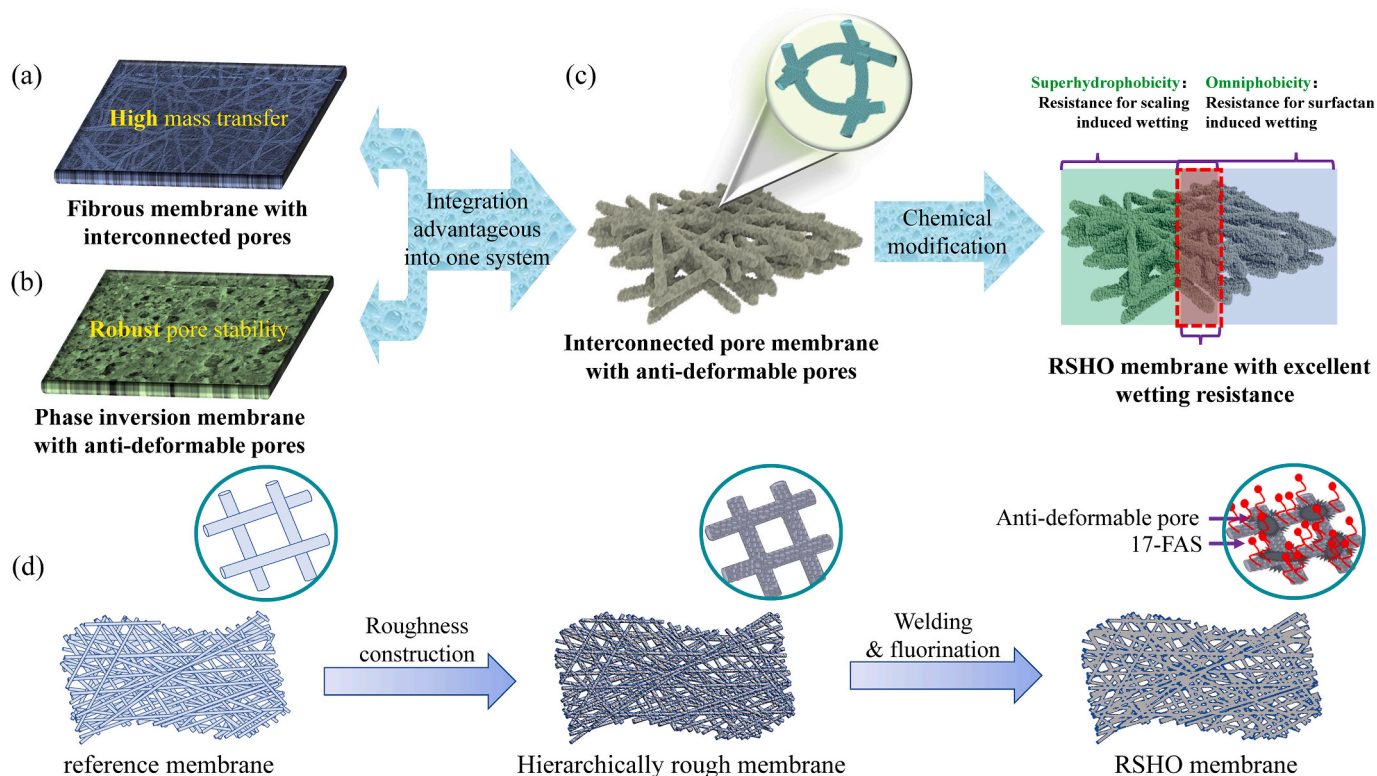 (a)
High mass transfer
Fibrous membrane with
interconnected pores
(b)
Robust pore stability
Phase inversion membrane
with anti-deformable pores
Integration
advantageous
into one system
(c)
Interconnected pore membrane
with anti-deformable pores
Chemical
modification
Superhydrophobicity：
Resistance for scaling
induced wetting
Omniphobicity：
Resistance for surfactan
induced wetting
RSHO membrane with excellent
wetting resistance
(d)
reference membrane
Roughness
construction
Hierarchically rough membrane
Welding
& fluorination
Anti-deformable pore
17-FAS
RSHO membrane